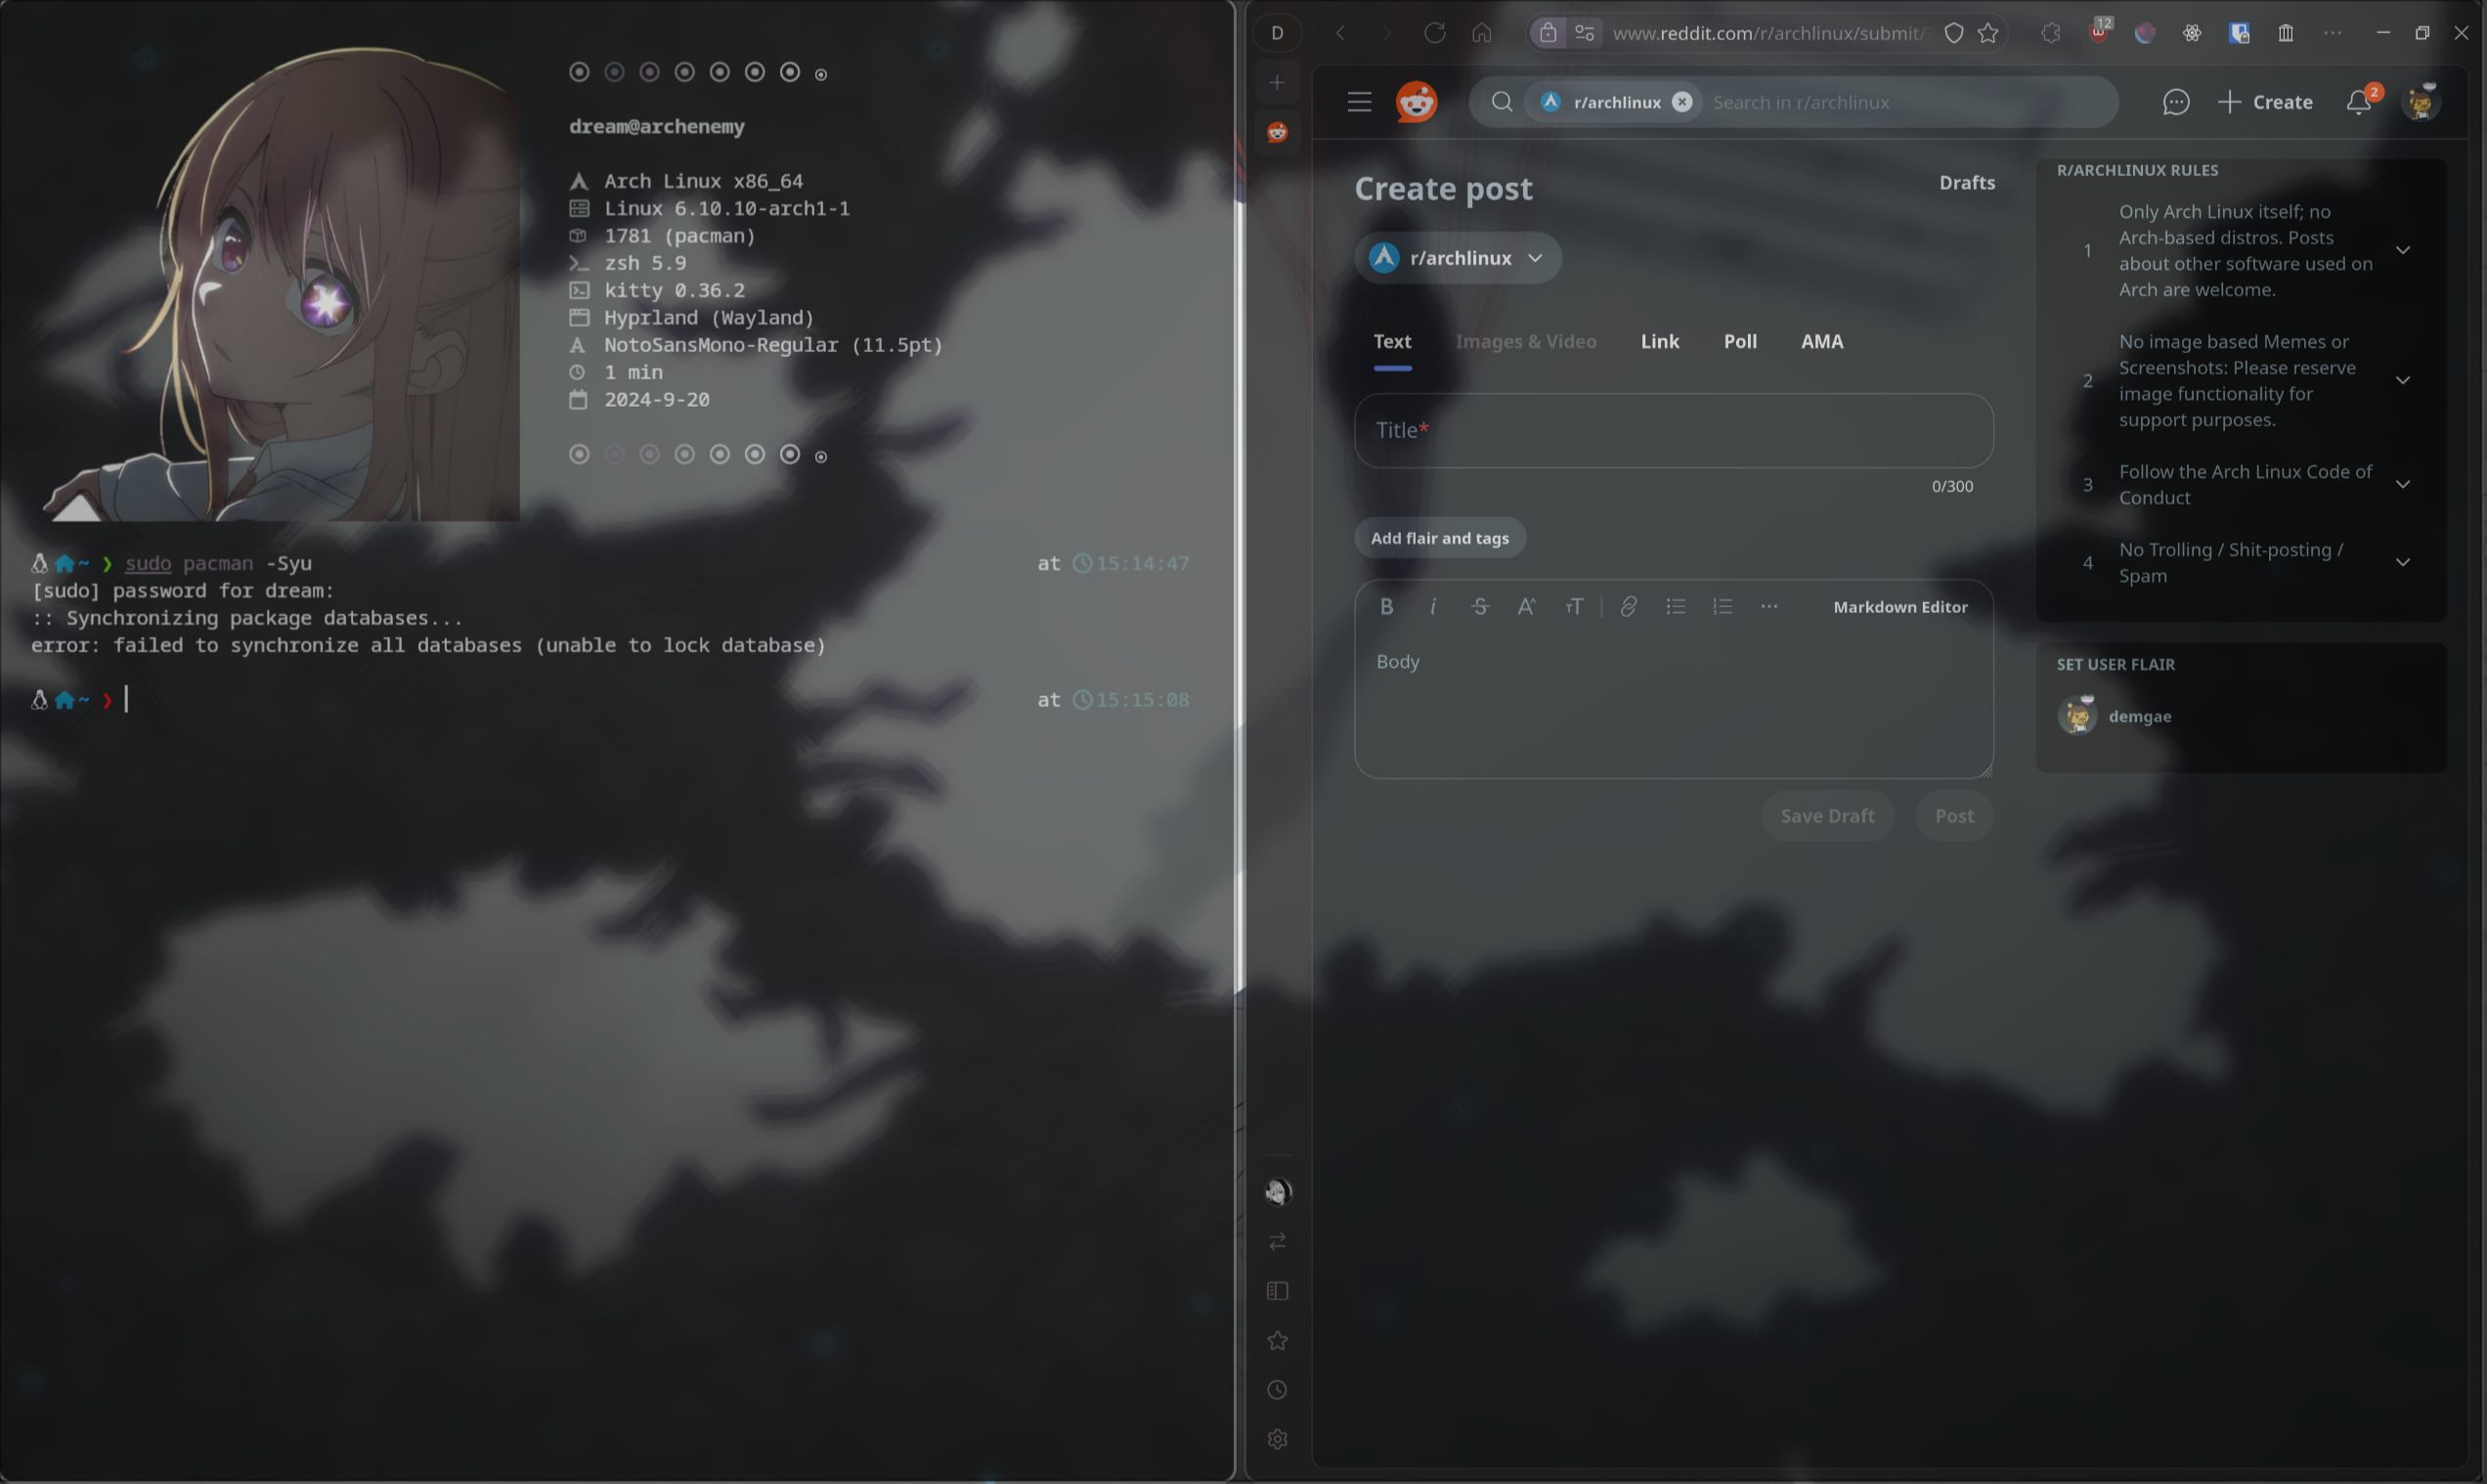 dream@archenemy
Arch Linux x86_64
Linux 6.10.10-arch1-1
1781 (pacman)
zsh 5.9
kitty 0.36.2
Hyprland (Wayland)
NotoSansMono-Regular (11.5pt)
1 min
2024-9-20
~ ❯ sudo pacman -Syu at 15:14:47
[sudo] password for dream:
:: Synchronizing package databases...
error: failed to synchronize all databases (unable to lock database)
~ ❯ at 15:15:08
D
www.reddit.com/r/archlinux/submit/
12
r/archlinux
Search in r/archlinux
Create
2
Create post
Drafts
r/archlinux
Text
Images & Video
Link
Poll
AMA
Title*
0/300
Add flair and tags
Markdown Editor
Body
Save Draft
Post
R/ARCHLINUX RULES
1
Only Arch Linux itself; no
Arch-based distros. Posts
about other software used on
Arch are welcome.
2
No image based Memes or
Screenshots: Please reserve
image functionality for
support purposes.
3
Follow the Arch Linux Code of
Conduct
4
No Trolling / Shit-posting /
Spam
SET USER FLAIR
demgae